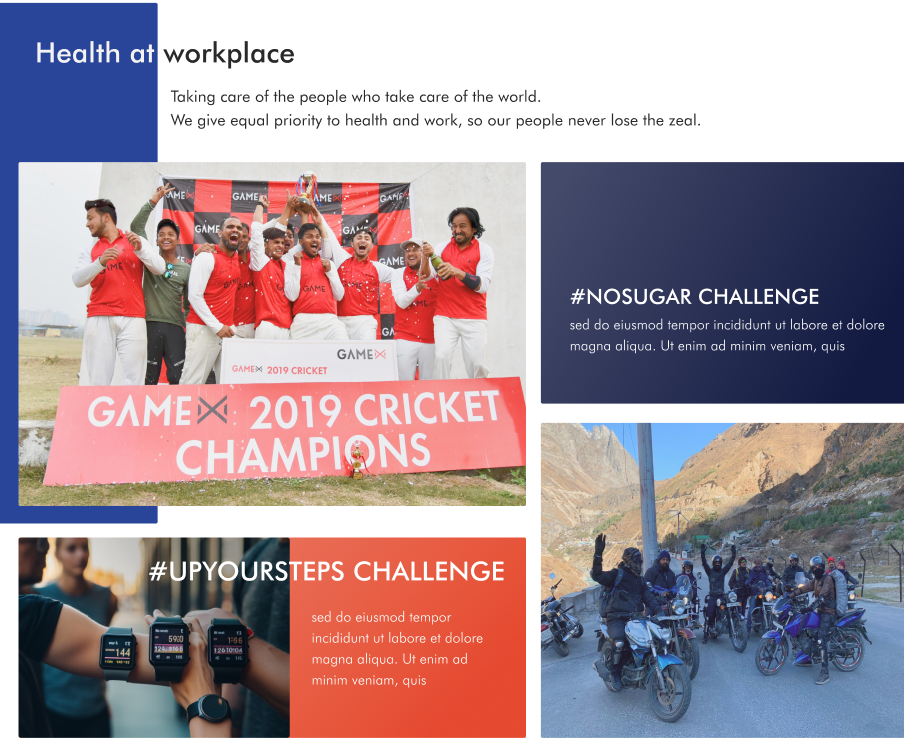 Health at workplace
Taking care of the people who take care of the world.
We give equal priority to health and work, so our people never lose the zeal.
GAME
GAME
GAME
GAME
GAME
GAME
GAME
GAMEX
GAMEX 2019 CRICKET
GAMEX 2019 CRICKET
CHAMPIONS
#NOSUGAR CHALLENGE
sed do eiusmod tempor incididunt ut labore et dolore
magna aliqua. Ut enim ad minim veniam, quis
#UPYOURSTEPS CHALLENGE
sed do eiusmod tempor
incididunt ut labore et dolore
magna aliqua. Ut enim ad
minim veniam, quis
144